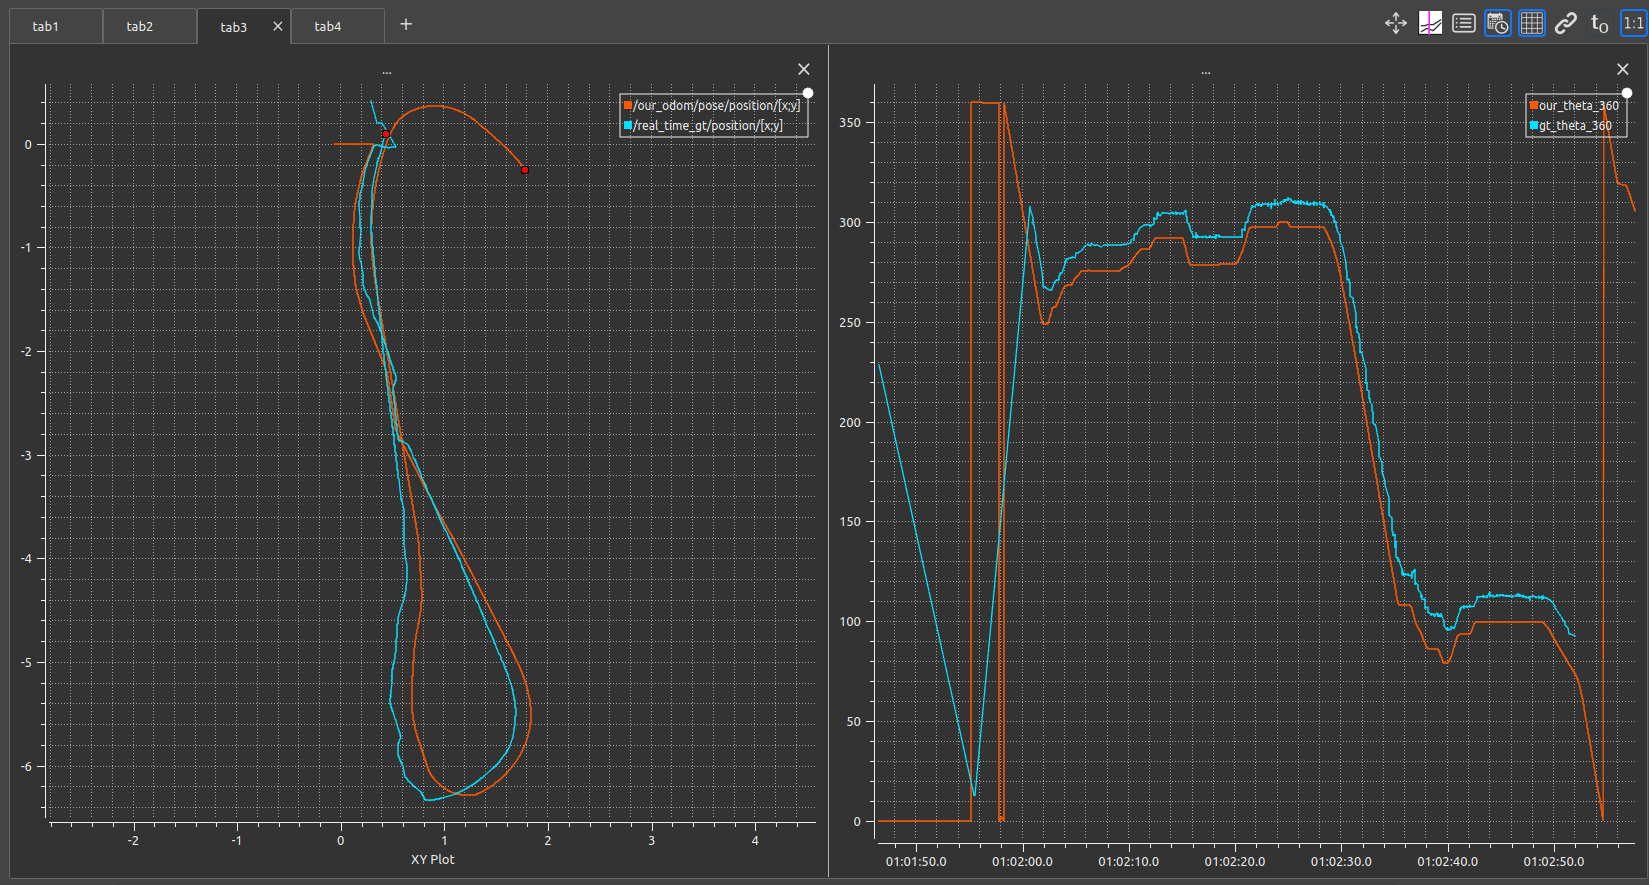 tab1 tab2 tab3 tab4 +
t0 1:1
...
/our_odom/pose/position/[x;y]
/real_time_gt/position/[x;y]
0
-1
-2
-3
-4
-5
-6
-2 -1 0 1 2 3 4
XY Plot
...
our_theta_360
gt_theta_360
350
300
250
200
150
100
50
0
01:01:50.0 01:02:00.0 01:02:10.0 01:02:20.0 01:02:30.0 01:02:40.0 01:02:50.0